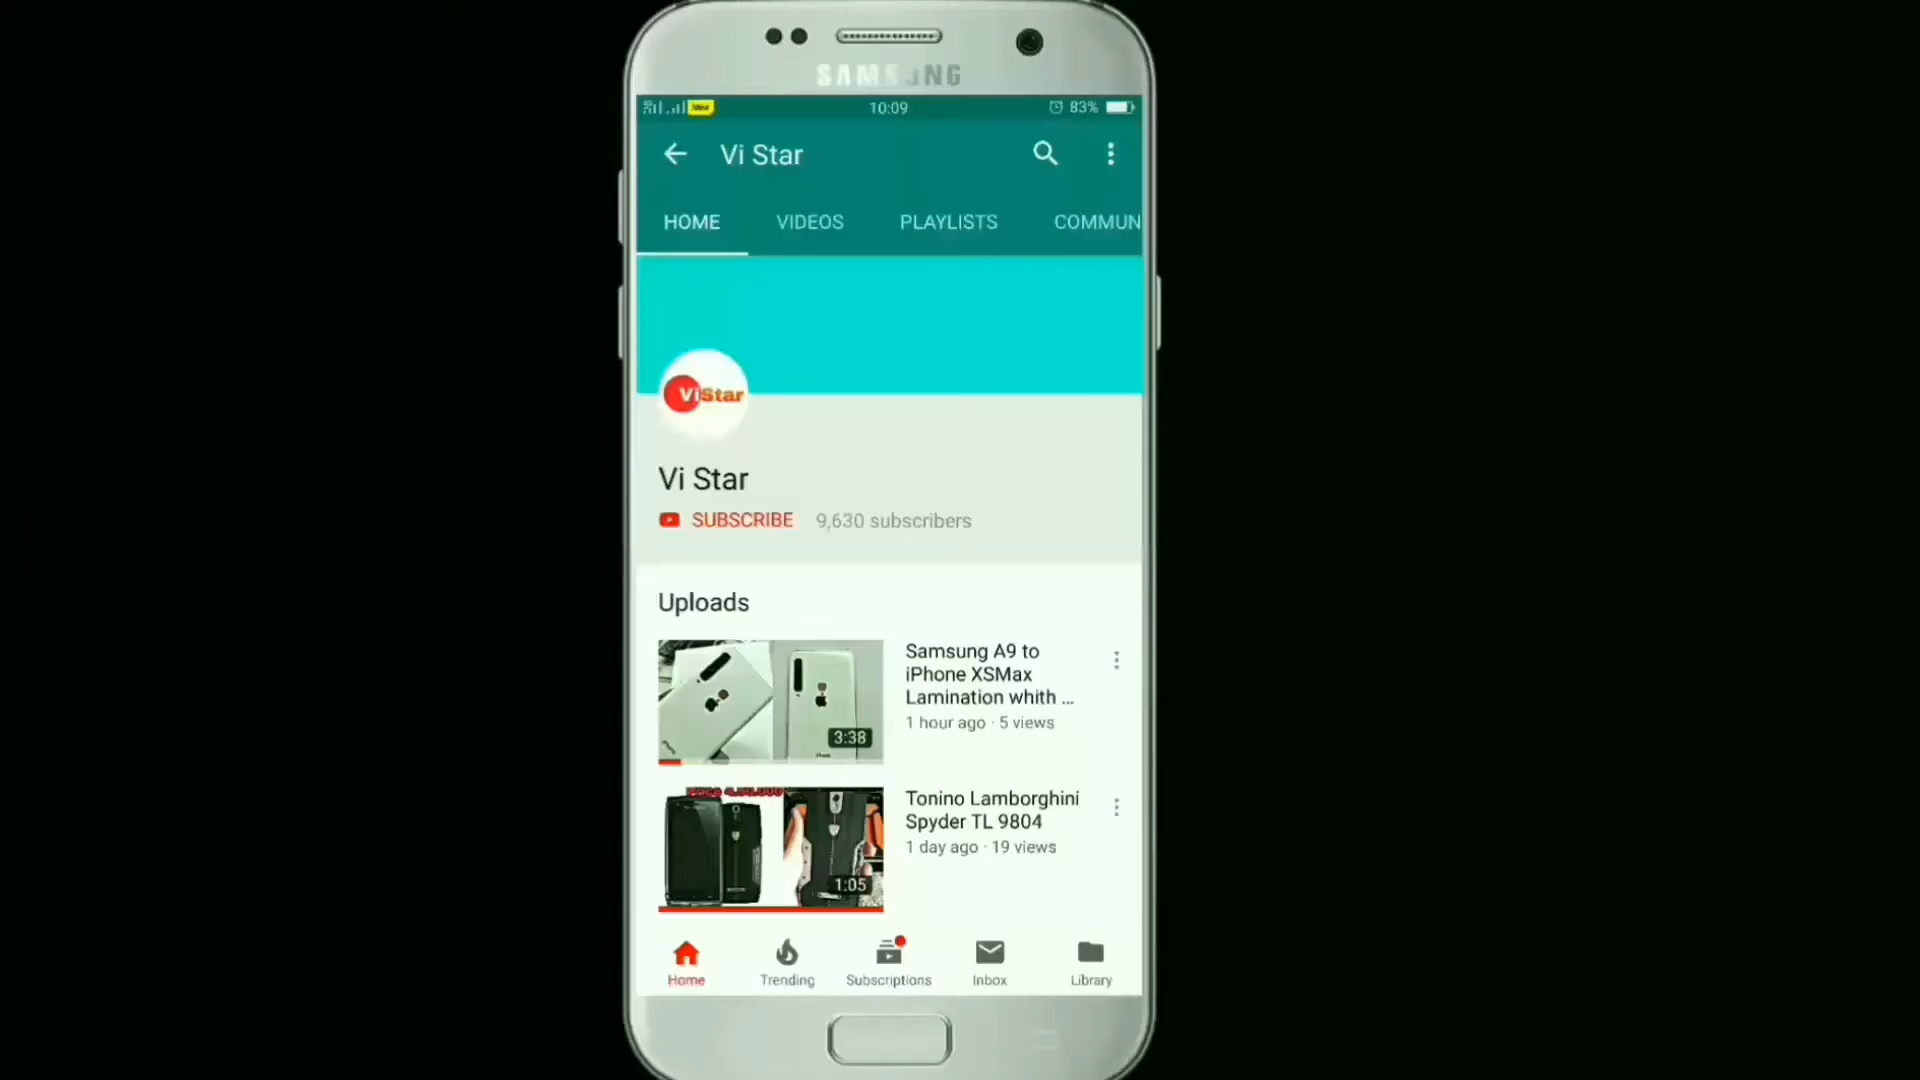 SAMSUNG
Idea
10:09
83%
Vi Star
HOME
VIDEOS
PLAYLISTS
COMMUN
ViStar
Vi Star
SUBSCRIBE
9,630 subscribers
Uploads
3:38
Samsung A9 to
iPhone XSMax
Lamination whith ...
1 hour ago · 5 views
1:05
Tonino Lamborghini
Spyder TL 9804
1 day ago · 19 views
Home
Trending
Subscriptions
Inbox
Library